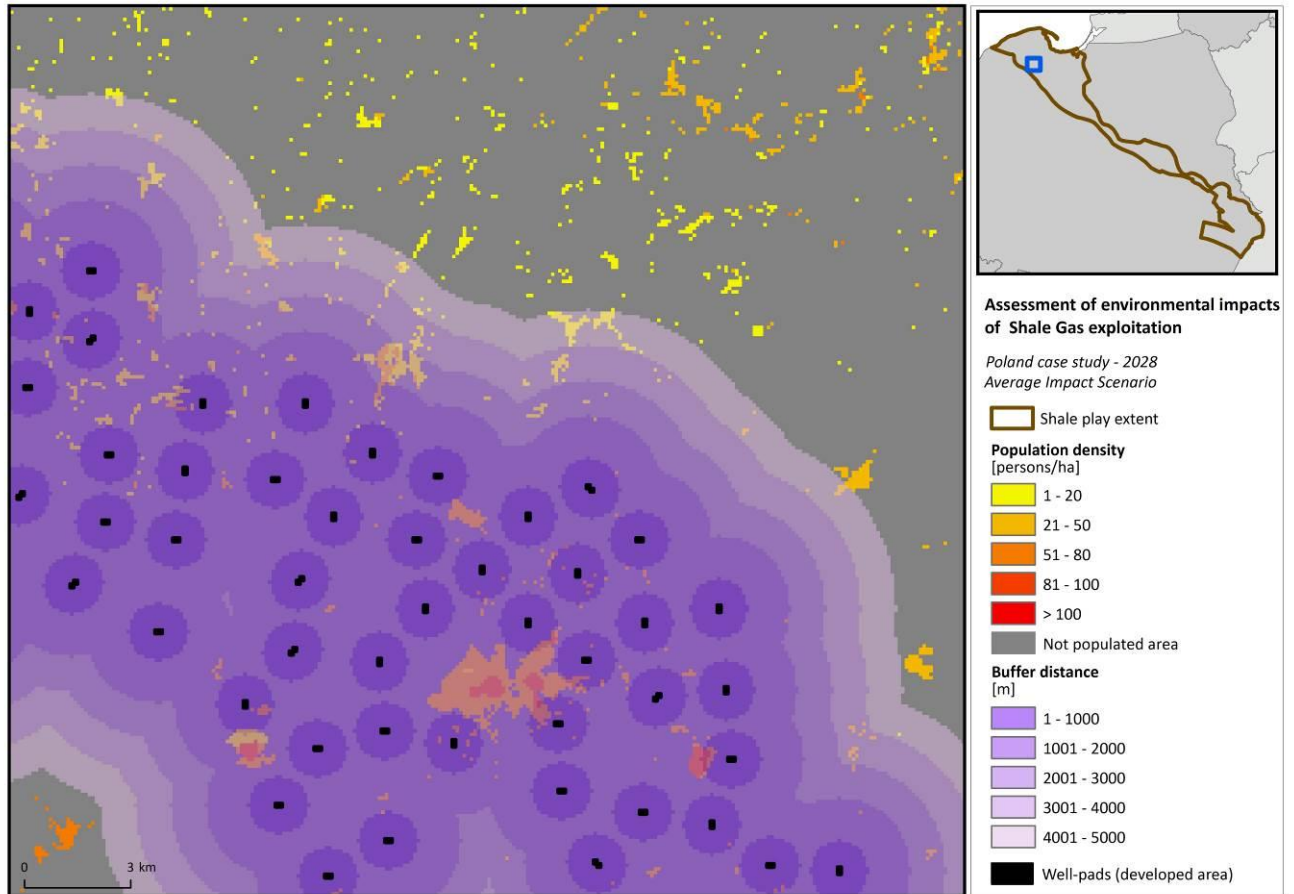 Assessment of environmental impacts
of Shale Gas exploitation
Poland case study - 2028
Average Impact Scenario
Shale play extent
Population density
[persons/ha]
1 - 20
21 - 50
51 - 80
81 - 100
> 100
Not populated area
Buffer distance
[m]
1 - 1000
1001 - 2000
2001 - 3000
3001 - 4000
4001 - 5000
Well-pads (developed area)
0 3 km